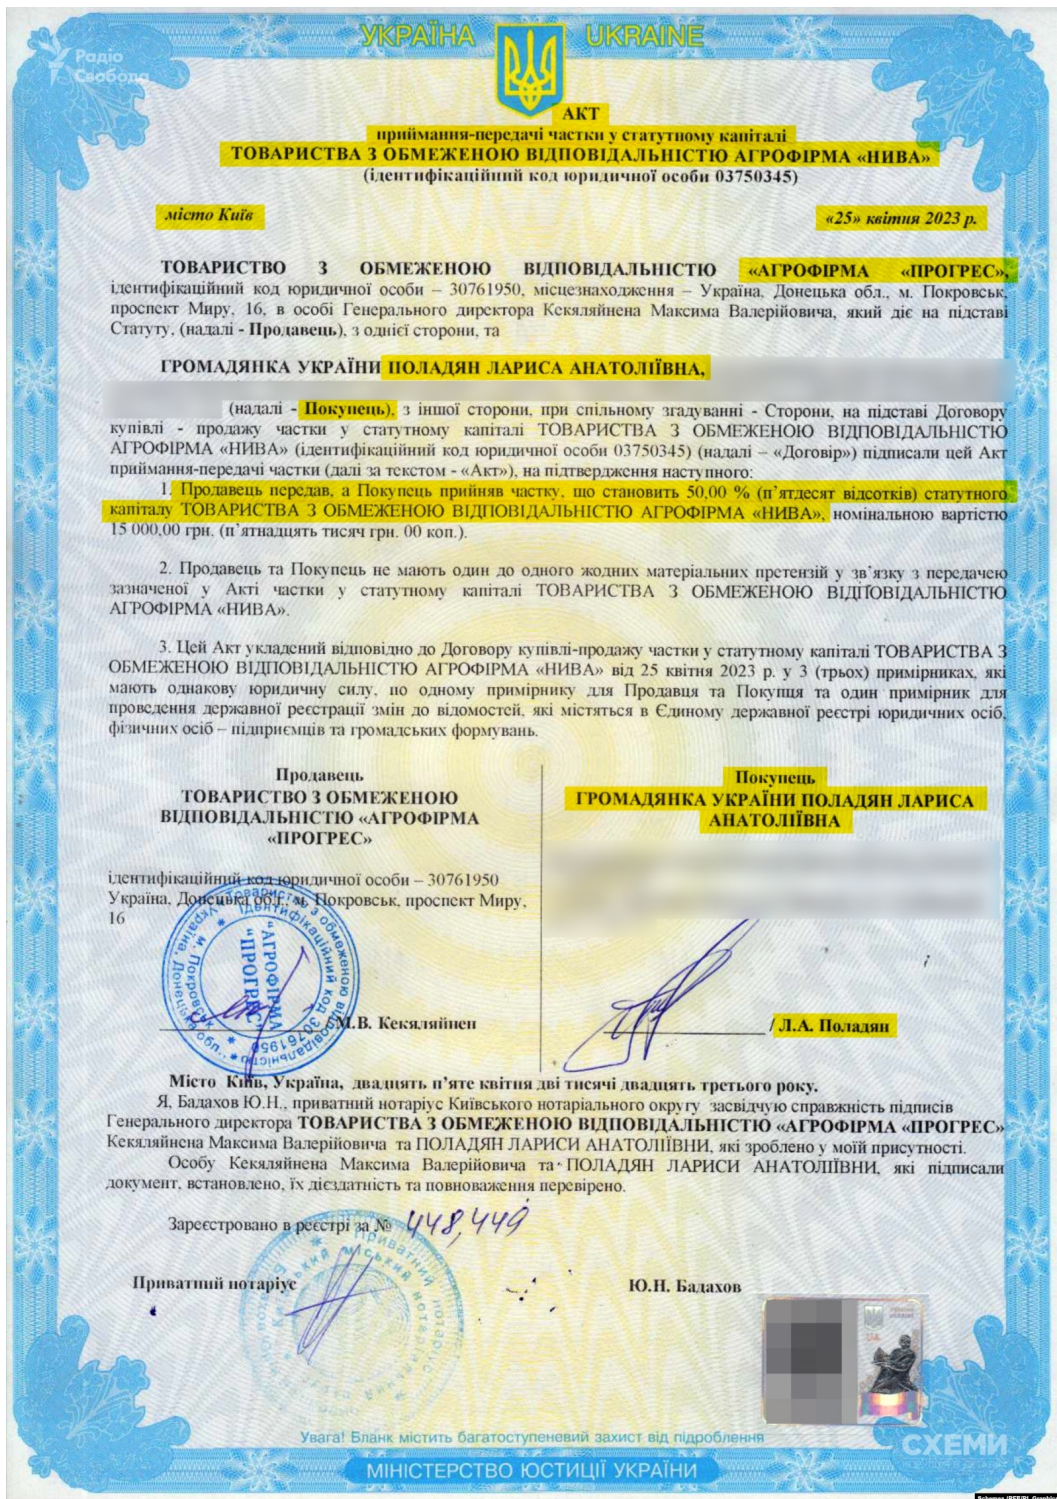 УКРАЇНА UKRAINE
Радіо
Свобода
АКТ
приймання-передачі частки у статутному капіталі
ТОВАРИСТВА З ОБМЕЖЕНОЮ ВІДПОВІДАЛЬНІСТЮ АГРОФІРМА «НИВА»
(ідентифікаційний код юридичної особи 03750345)
місто Київ «25» квітня 2023 р.
ТОВАРИСТВО З ОБМЕЖЕНОЮ ВІДПОВІДАЛЬНІСТЮ «АГРОФІРМА «ПРОГРЕС»,
ідентифікаційний код юридичної особи – 30761950, місцезнаходження – Україна, Донецька обл., м. Покровськ,
проспект Миру, 16, в особі Генерального директора Кекяляйнена Максима Валерійовича, який діє на підставі
Статуту, (надалі - Продавець), з однієї сторони, та
ГРОМАДЯНКА УКРАЇНИ ПОЛАДЯН ЛАРИСА АНАТОЛІЇВНА,
(надалі - Покупець), з іншої сторони, при спільному згадуванні - Сторони, на підставі Договору
купівлі - продажу частки у статутному капіталі ТОВАРИСТВА З ОБМЕЖЕНОЮ ВІДПОВІДАЛЬНІСТЮ
АГРОФІРМА «НИВА» (ідентифікаційний код юридичної особи 03750345) (надалі – «Договір») підписали цей Акт
приймання-передачі частки (далі за текстом - «Акт»), на підтвердження наступного:
1. Продавець передав, а Покупець прийняв частку, що становить 50,00 % (п’ятдесят відсотків) статутного
капіталу ТОВАРИСТВА З ОБМЕЖЕНОЮ ВІДПОВІДАЛЬНІСТЮ АГРОФІРМА «НИВА», номінальною вартістю
15 000,00 грн. (п’ятнадцять тисяч грн. 00 коп.).
2. Продавець та Покупець не мають один до одного жодних матеріальних претензій у зв’язку з передачею
зазначеної у Акті частки у статутному капіталі ТОВАРИСТВА З ОБМЕЖЕНОЮ ВІДПОВІДАЛЬНІСТЮ
АГРОФІРМА «НИВА».
3. Цей Акт укладений відповідно до Договору купівлі-продажу частки у статутному капіталі ТОВАРИСТВА З
ОБМЕЖЕНОЮ ВІДПОВІДАЛЬНІСТЮ АГРОФІРМА «НИВА» від 25 квітня 2023 р. у 3 (трьох) примірниках, які
мають однакову юридичну силу, по одному примірнику для Продавця та Покупця та один примірник для
проведення державної реєстрації змін до відомостей, які містяться в Єдиному державної реєстрі юридичних осіб,
фізичних осіб – підприємців та громадських формувань.
Продавець
ТОВАРИСТВО З ОБМЕЖЕНОЮ
ВІДПОВІДАЛЬНІСТЮ «АГРОФІРМА
«ПРОГРЕС»
ідентифікаційний код юридичної особи – 30761950
Україна, Донецька обл., м. Покровськ, проспект Миру,
16
/М.В. Кекяляйнен
Покупець
ГРОМАДЯНКА УКРАЇНИ ПОЛАДЯН ЛАРИСА
АНАТОЛІЇВНА
/ Л.А. Поладян
"АГРОФІРМА
"ПРОГРЕС"
Місто Київ, Україна, двадцять п’яте квітня дві тисячі двадцять третього року.
Я, Бадахов Ю.Н., приватний нотаріус Київського нотаріального округу засвідчую справжність підписів
Генерального директора ТОВАРИСТВА З ОБМЕЖЕНОЮ ВІДПОВІДАЛЬНІСТЮ «АГРОФІРМА «ПРОГРЕС»
Кекяляйнена Максима Валерійовича та ПОЛАДЯН ЛАРИСИ АНАТОЛІЇВНИ, які зроблено у моїй присутності.
Особу Кекяляйнена Максима Валерійовича та ПОЛАДЯН ЛАРИСИ АНАТОЛІЇВНИ, які підписали
документ, встановлено, їх дієздатність та повноваження перевірено.
Зареєстровано в реєстрі за № 448,449
Приватний нотаріус Ю.Н. Бадахов
Увага! Бланк містить багатоступеневий захист від підроблення
СХЕМИ
МІНІСТЕРСТВО ЮСТИЦІЇ УКРАЇНИ